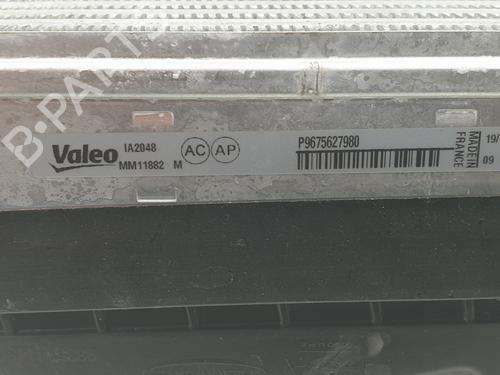 B-PARTS
Valeo
IA2048
MM11882 M
AC AP
P9675627980
MADE IN
FRANCE
19/
09